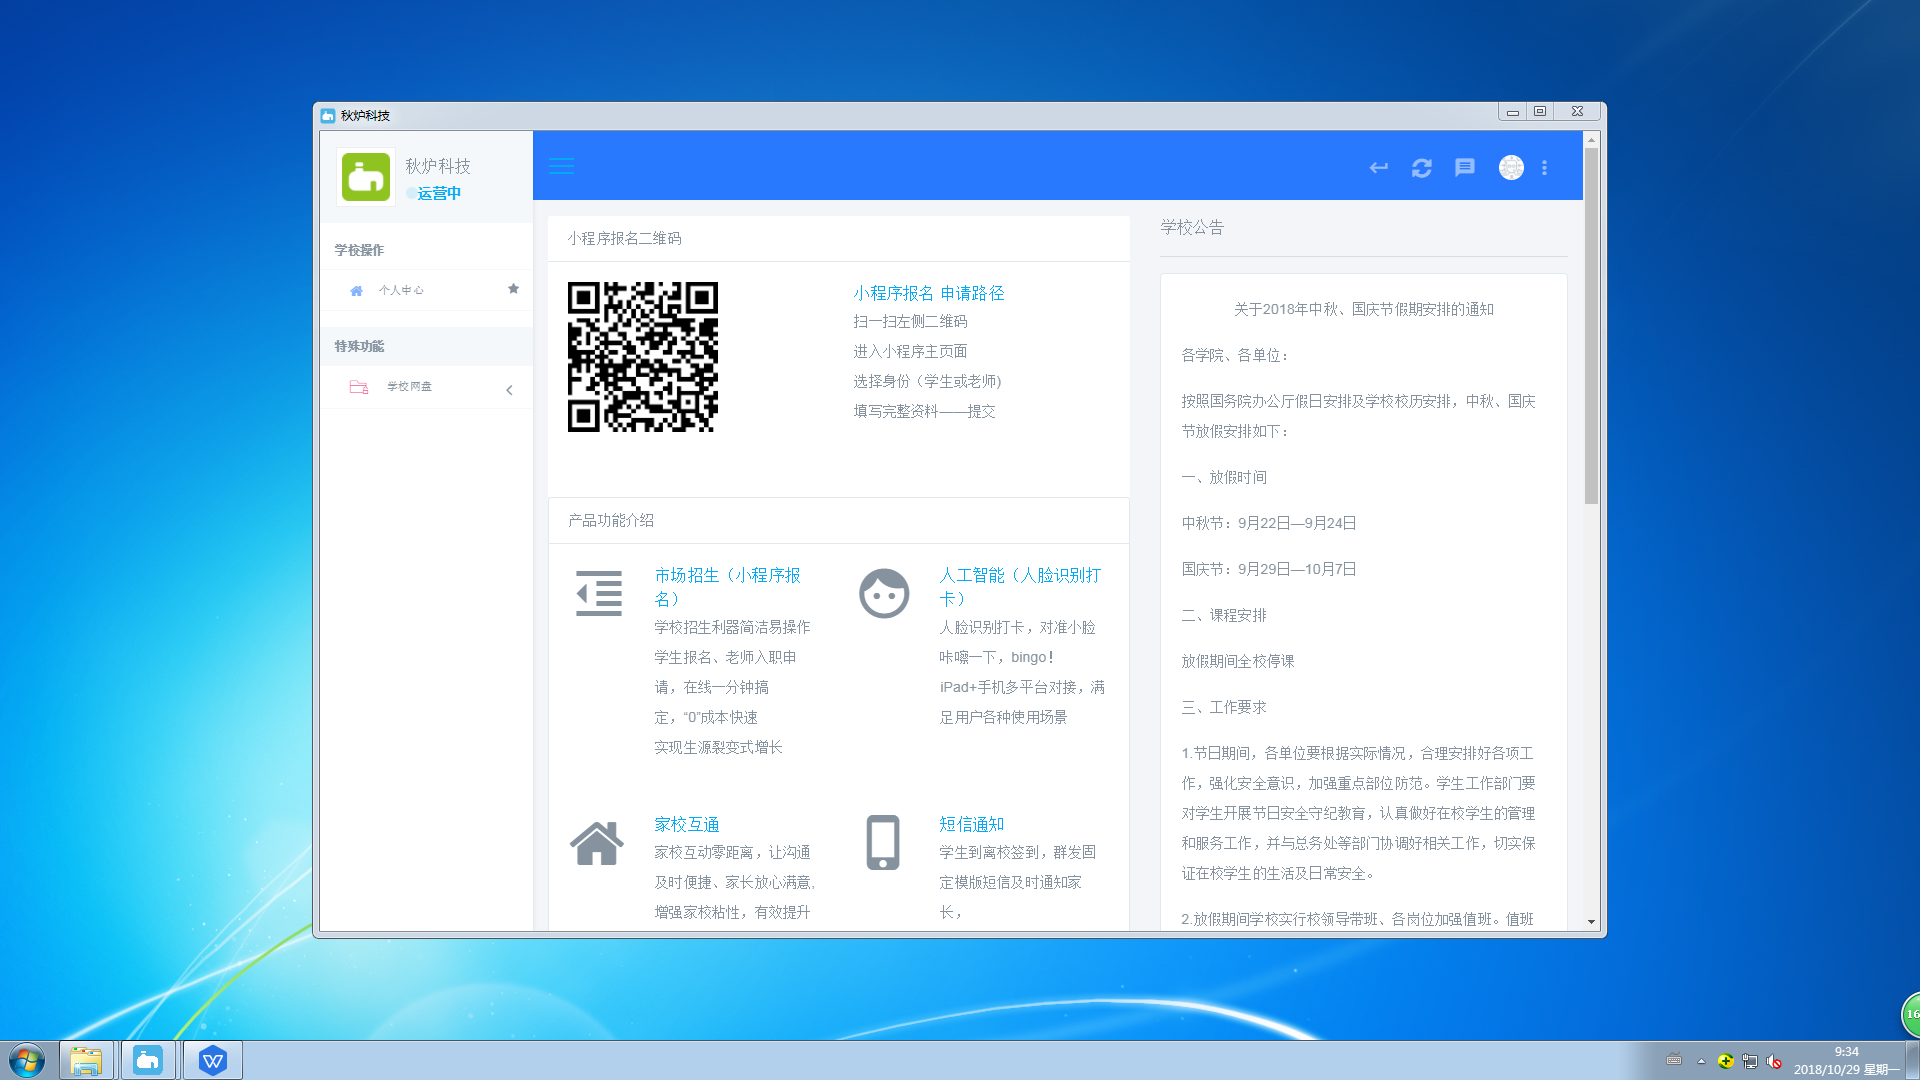 秋炉科技
秋炉科技
运营中
学校操作
个人中心
特殊功能
学校网盘
小程序报名二维码
小程序报名 申请路径
扫一扫左侧二维码
进入小程序主页面
选择身份（学生或老师)
填写完整资料——提交
产品功能介绍
市场招生（小程序报
名）
学校招生利器简洁易操作
学生报名、老师入职申
请，在线一分钟搞
定，“0”成本快速
实现生源裂变式增长
人工智能（人脸识别打
卡）
人脸识别打卡，对准小脸
咔嚓一下，bingo！
iPad+手机多平台对接，满
足用户各种使用场景
家校互通
家校互动零距离，让沟通
及时便捷、家长放心满意,
增强家校粘性，有效提升
短信通知
学生到离校签到，群发固
定模版短信及时通知家
长，
学校公告
关于2018年中秋、国庆节假期安排的通知
各学院、各单位：
按照国务院办公厅假日安排及学校校历安排，中秋、国庆
节放假安排如下：
一、放假时间
中秋节：9月22日—9月24日
国庆节：9月29日—10月7日
二、课程安排
放假期间全校停课
三、工作要求
1.节日期间，各单位要根据实际情况，合理安排好各项工
作，强化安全意识，加强重点部位防范。学生工作部门要
对学生开展节日安全守纪教育，认真做好在校学生的管理
和服务工作，并与总务处等部门协调好相关工作，切实保
证在校学生的生活及日常安全。
2.放假期间学校实行校领导带班、各岗位加强值班。值班
16
9:34
2018/10/29 星期一